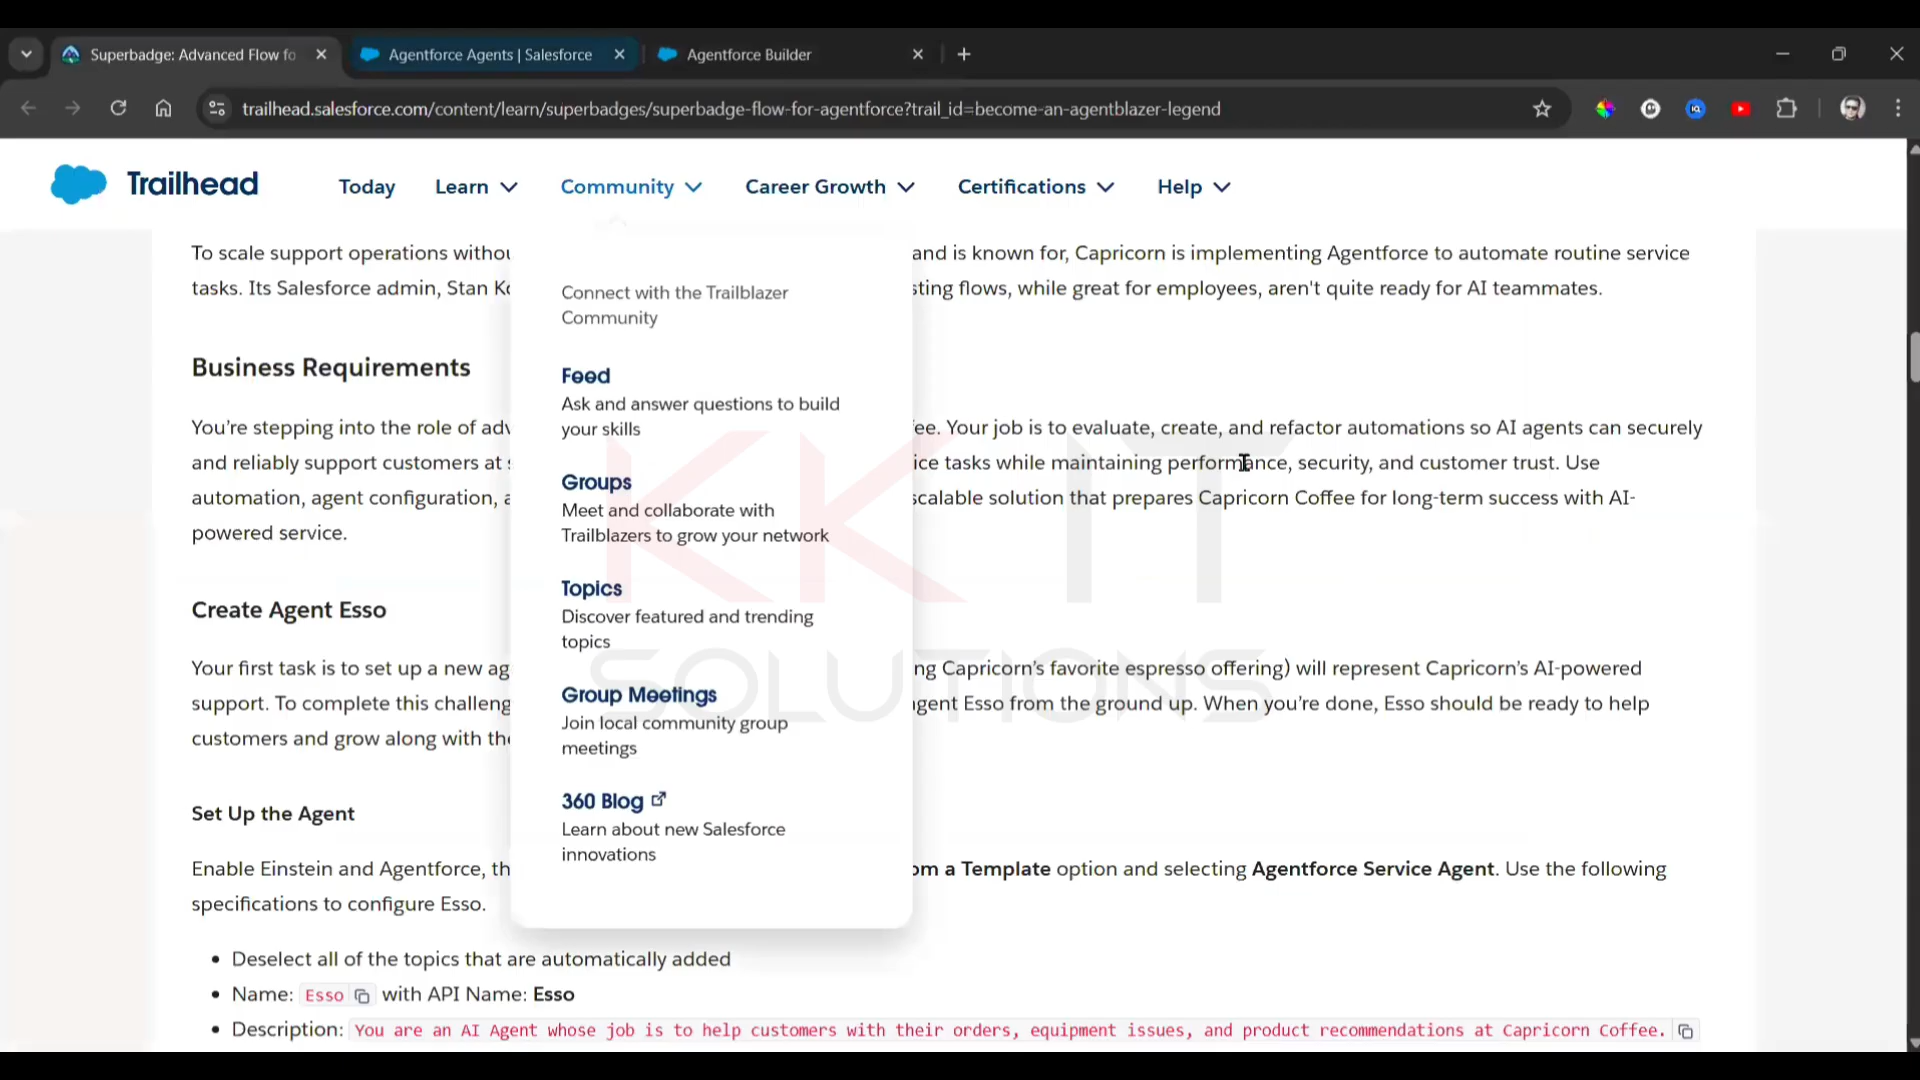 Superbadge: Advanced Flow fo
Agentforce Agents | Salesforce
Agentforce Builder
trailhead.salesforce.com/content/learn/superbadges/superbadge-flow-for-agentforce?trail_id=become-an-agentblazer-legend
Trailhead
Today
Learn
Community
Career Growth
Certifications
Help
To scale support operations withou
and is known for, Capricorn is implementing Agentforce to automate routine service
tasks. Its Salesforce admin, Stan Ko
sting flows, while great for employees, aren't quite ready for AI teammates.
Connect with the Trailblazer
Community
Feed
Ask and answer questions to build
your skills
Groups
Meet and collaborate with
Trailblazers to grow your network
Topics
Discover featured and trending
topics
Group Meetings
Join local community group
meetings
360 Blog
Learn about new Salesforce
innovations
Business Requirements
You’re stepping into the role of adv
ee. Your job is to evaluate, create, and refactor automations so AI agents can securely
and reliably support customers at s
ice tasks while maintaining performance, security, and customer trust. Use
automation, agent configuration, a
scalable solution that prepares Capricorn Coffee for long-term success with AI-
powered service.
Create Agent Esso
Your first task is to set up a new ag
ng Capricorn’s favorite espresso offering) will represent Capricorn’s AI-powered
support. To complete this challeng
gent Esso from the ground up. When you’re done, Esso should be ready to help
customers and grow along with the
Set Up the Agent
Enable Einstein and Agentforce, th
om a Template option and selecting Agentforce Service Agent. Use the following
specifications to configure Esso.
Deselect all of the topics that are automatically added
Name: Esso with API Name: Esso
Description: You are an AI Agent whose job is to help customers with their orders, equipment issues, and product recommendations at Capricorn Coffee.
KK IT
SOLUTIONS